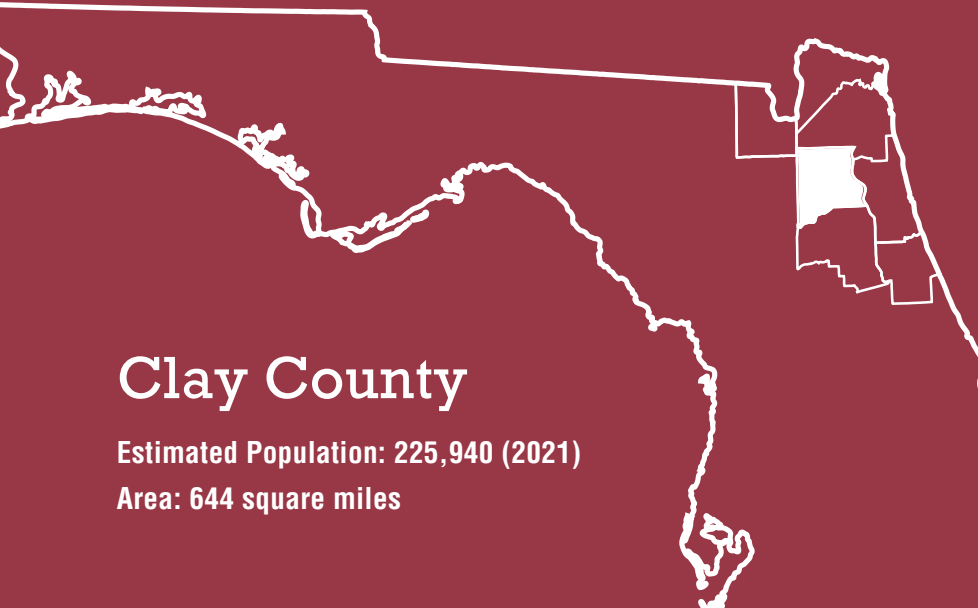 Clay County
Estimated Population: 225,940 (2021)
Area: 644 square miles